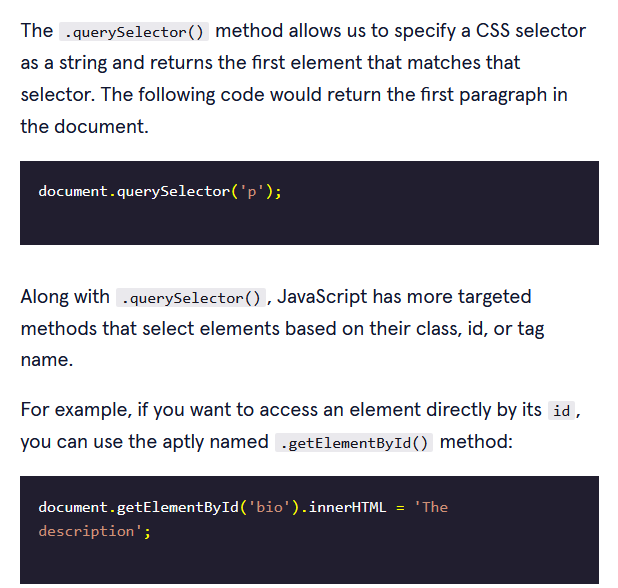 The .querySelector() method allows us to specify a CSS selector
as a string and returns the first element that matches that
selector. The following code would return the first paragraph in
the document.
document.querySelector('p');
Along with .querySelector(), JavaScript has more targeted
methods that select elements based on their class, id, or tag
name.
For example, if you want to access an element directly by its id,
you can use the aptly named .getElementById() method:
document.getElementById('bio').innerHTML = 'The
description';